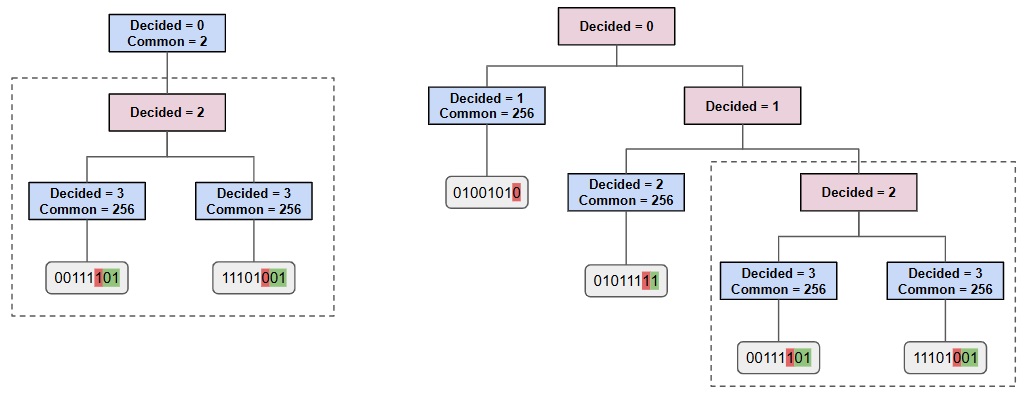 Decided = 0
Common = 2
Decided = 2
Decided = 3
Common = 256
Decided = 3
Common = 256
00111101
11101001
Decided = 0
Decided = 1
Common = 256
Decided = 1
01001010
Decided = 2
Common = 256
Decided = 2
01011111
Decided = 3
Common = 256
Decided = 3
Common = 256
00111101
11101001